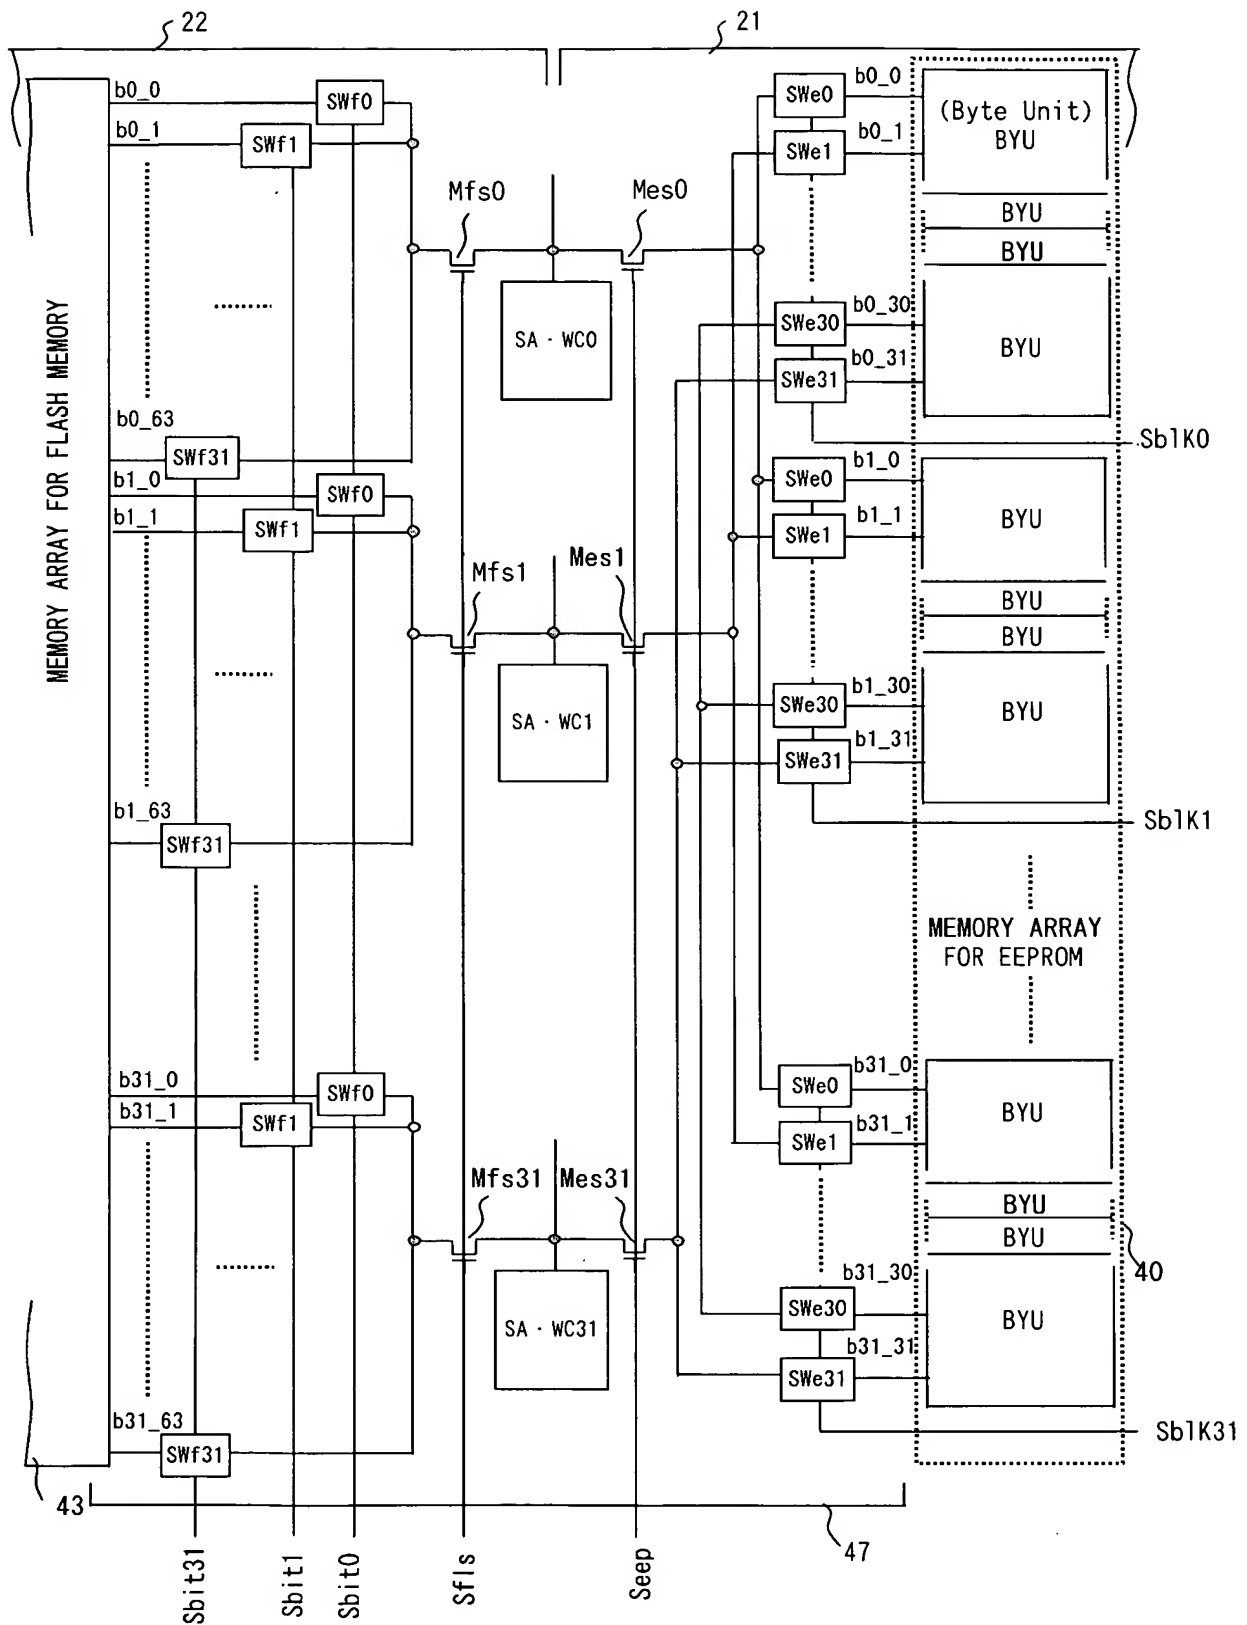 22
21
b0_0
SWf0
b0_1
SWf1
SWe0
b0_0
(Byte Unit)
BYU
SWe1
b0_1
Mfs0
Mes0
BYU
BYU
MEMORY ARRAY FOR FLASH MEMORY
SA · WC0
SWe30
b0_30
BYU
SWe31
b0_31
b0_63
SWf31
SblK0
b1_0
SWf0
b1_1
SWf1
SWe0
b1_0
BYU
SWe1
b1_1
Mfs1
Mes1
BYU
BYU
SA · WC1
SWe30
b1_30
BYU
SWe31
b1_31
b1_63
SWf31
SblK1
MEMORY ARRAY
FOR EEPROM
b31_0
SWf0
b31_1
SWf1
SWe0
b31_0
BYU
SWe1
b31_1
Mfs31
Mes31
BYU
BYU
40
SA · WC31
SWe30
b31_30
BYU
SWe31
b31_31
b31_63
SWf31
SblK31
43
47
Sbit31
Sbit1
Sbit0
Sfls
Seep